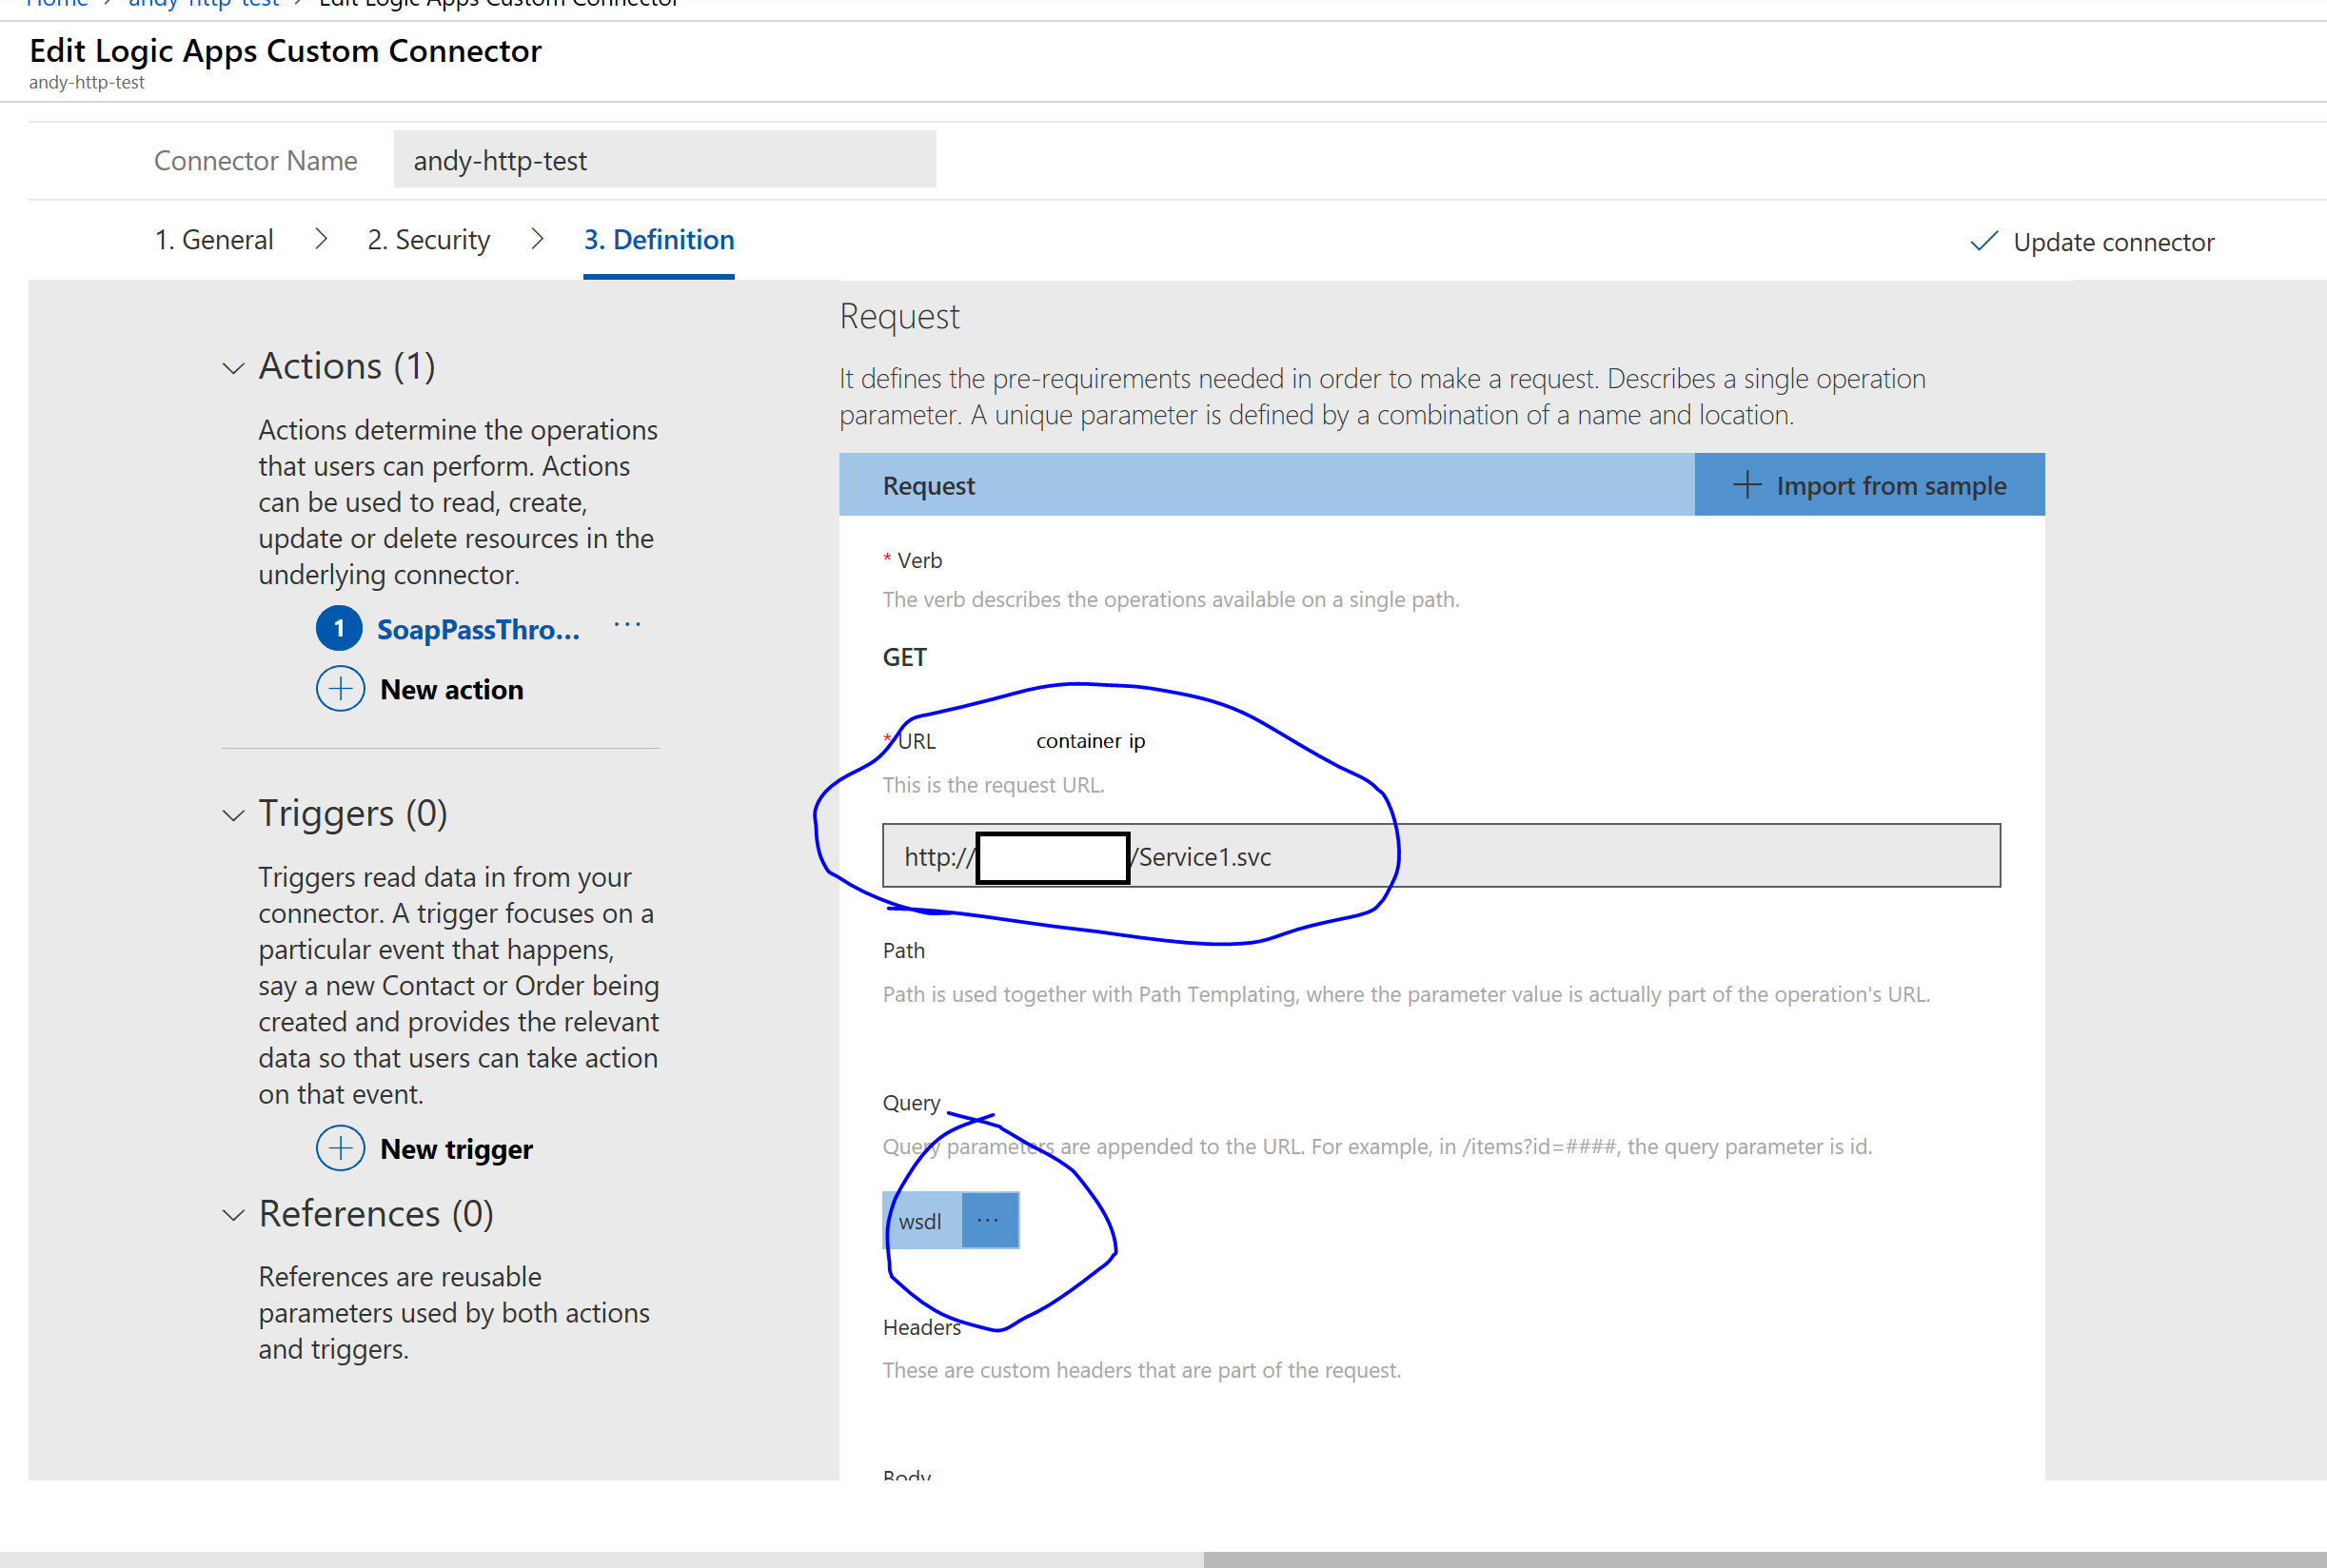 Home > andy-http-test > Edit Logic Apps Custom Connector
Edit Logic Apps Custom Connector
andy-http-test
Connector Name
andy-http-test
1. General
2. Security
3. Definition
Update connector
Actions (1)
Actions determine the operations
that users can perform. Actions
can be used to read, create,
update or delete resources in the
underlying connector.
1 SoapPassThro... ...
New action
Triggers (0)
Triggers read data in from your
connector. A trigger focuses on a
particular event that happens,
say a new Contact or Order being
created and provides the relevant
data so that users can take action
on that event.
New trigger
References (0)
References are reusable
parameters used by both actions
and triggers.
Request
It defines the pre-requirements needed in order to make a request. Describes a single operation
parameter. A unique parameter is defined by a combination of a name and location.
Request
Import from sample
* Verb
The verb describes the operations available on a single path.
GET
* URL
container ip
This is the request URL.
http:// /Service1.svc
Path
Path is used together with Path Templating, where the parameter value is actually part of the operation's URL.
Query
Query parameters are appended to the URL. For example, in /items?id=####, the query parameter is id.
wsdl ...
Headers
These are custom headers that are part of the request.
Body